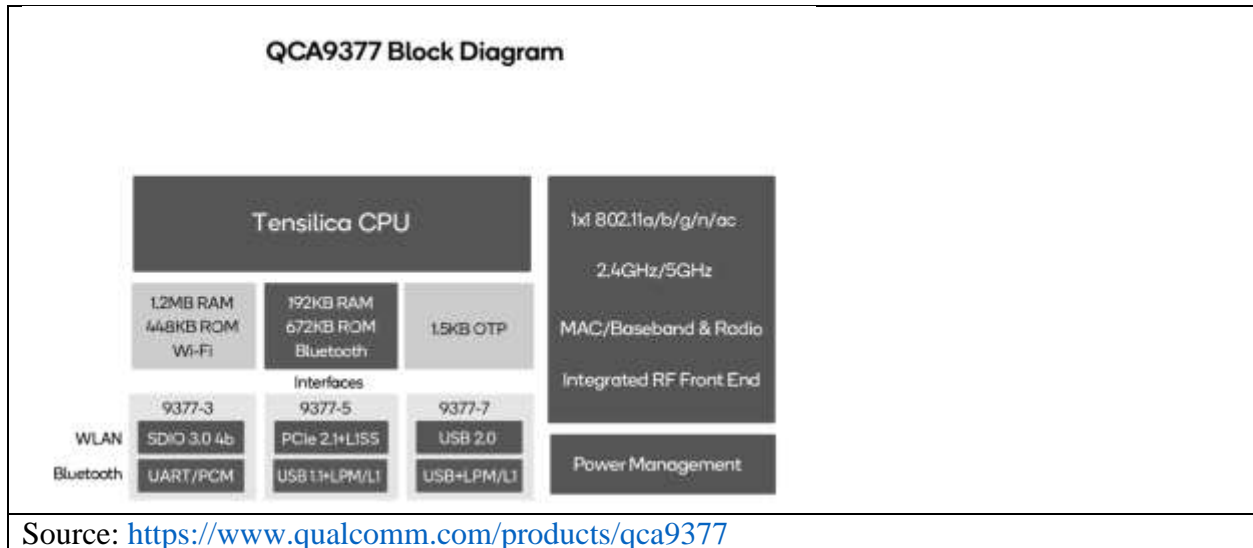 QCA9377 Block Diagram
Tensilica CPU
1x1 802.11a/b/g/n/ac
2.4GHz/5GHz
MAC/Baseband & Radio
Integrated RF Front End
1.2MB RAM
448KB ROM
Wi-Fi
192KB RAM
672KB ROM
Bluetooth
1.5KB OTP
Interfaces
9377-3 9377-5 9377-7
WLAN SDIO 3.0 4b PCIe 2.1+L1SS USB 2.0
Bluetooth UART/PCM USB 1.1+LPM/L1 USB+LPM/L1
Power Management
Source: https://www.qualcomm.com/products/qca9377